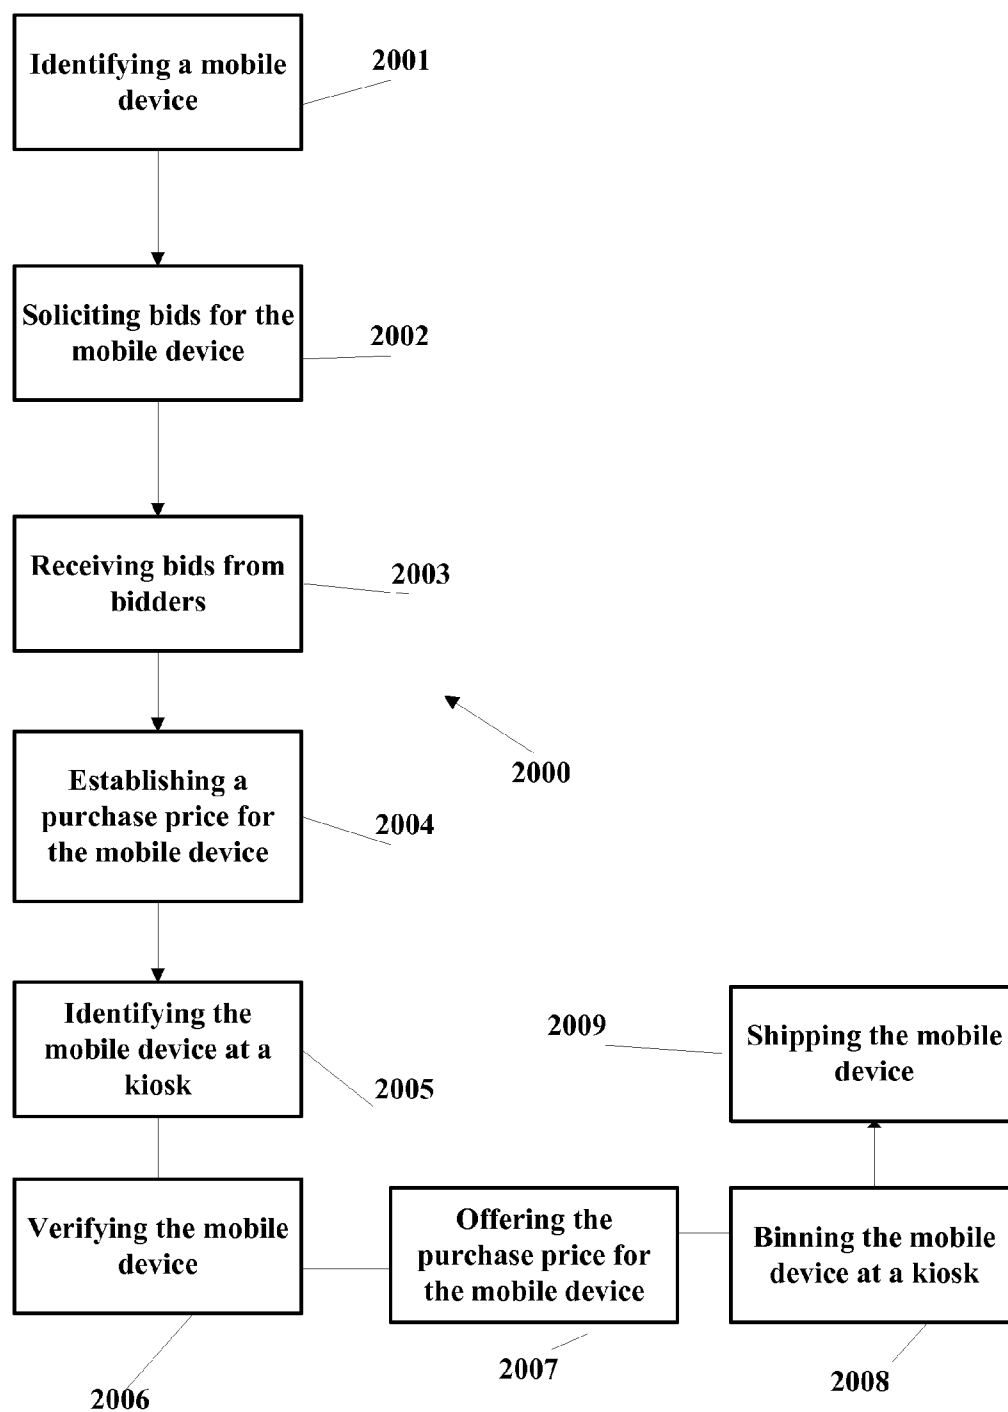 Identifying a mobile
device
2001
Soliciting bids for the
mobile device
2002
Receiving bids from
bidders
2003
2000
Establishing a
purchase price for
the mobile device
2004
Identifying the
mobile device at a
kiosk
2005
Verifying the mobile
device
2006
Offering the
purchase price for
the mobile device
2007
Binning the mobile
device at a kiosk
2008
Shipping the mobile
device
2009